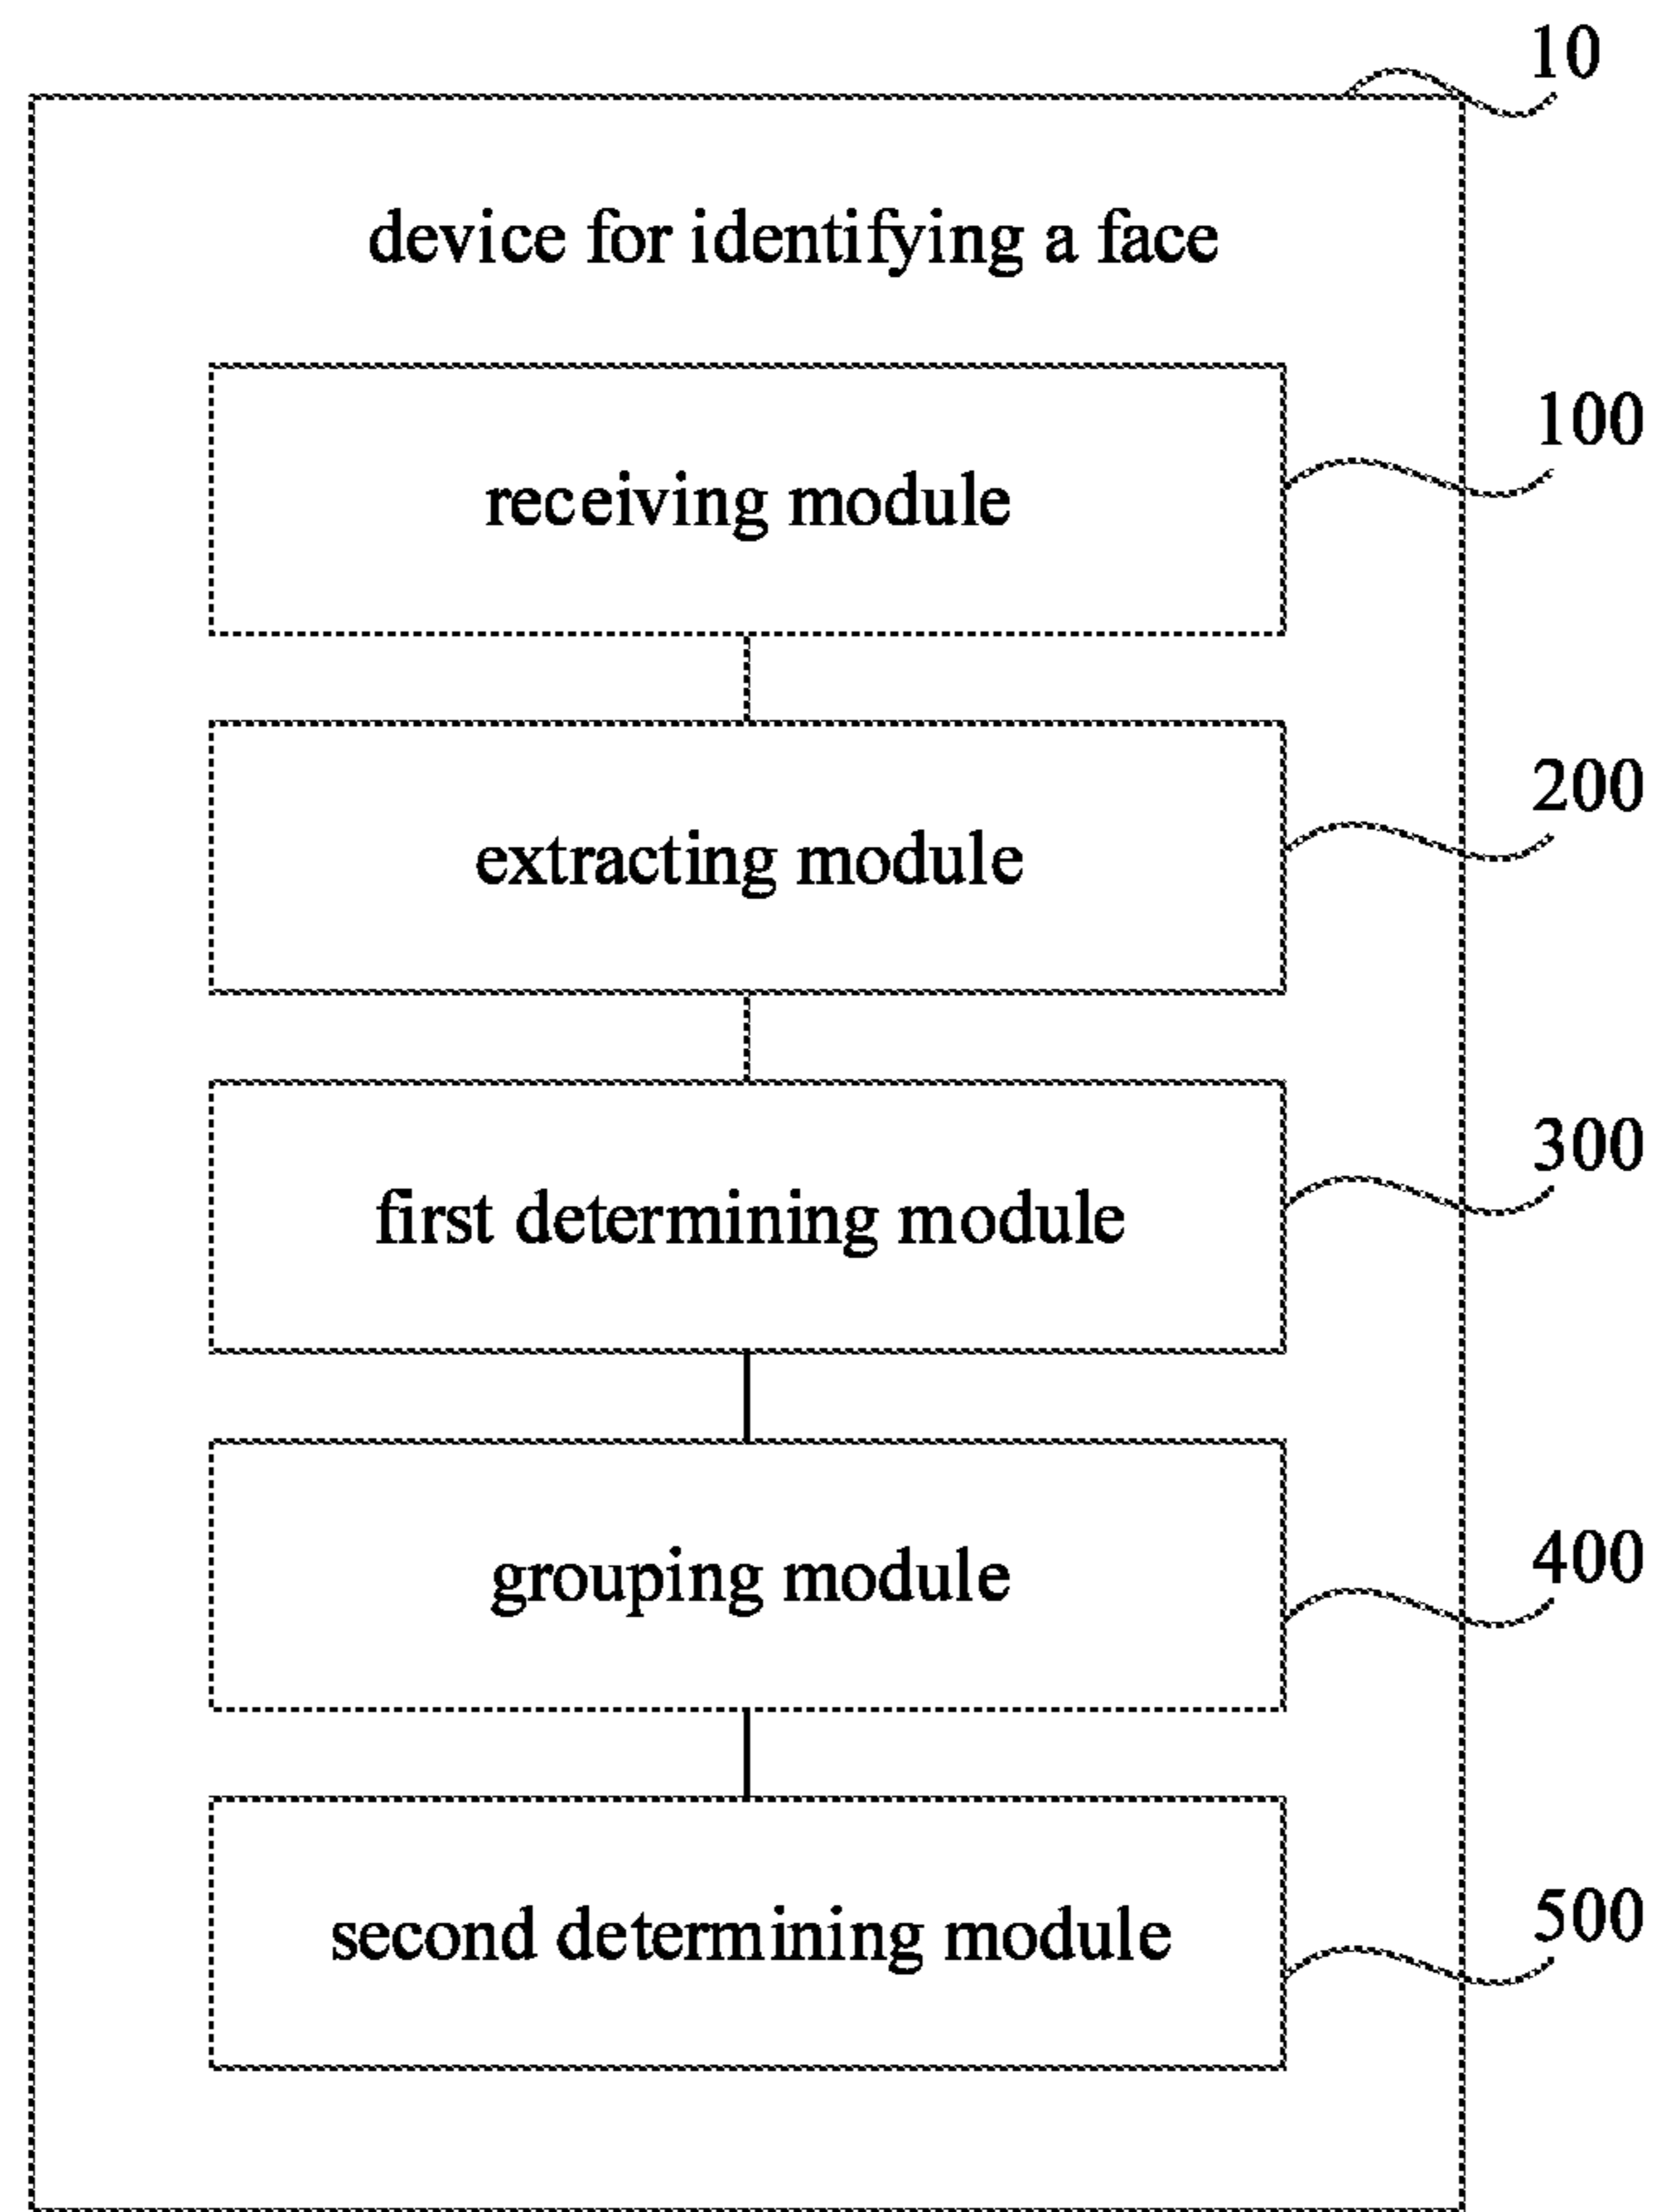 10
device for identifying a face
100
receiving module
200
extracting module
300
first determining module
400
grouping module
500
second determining module